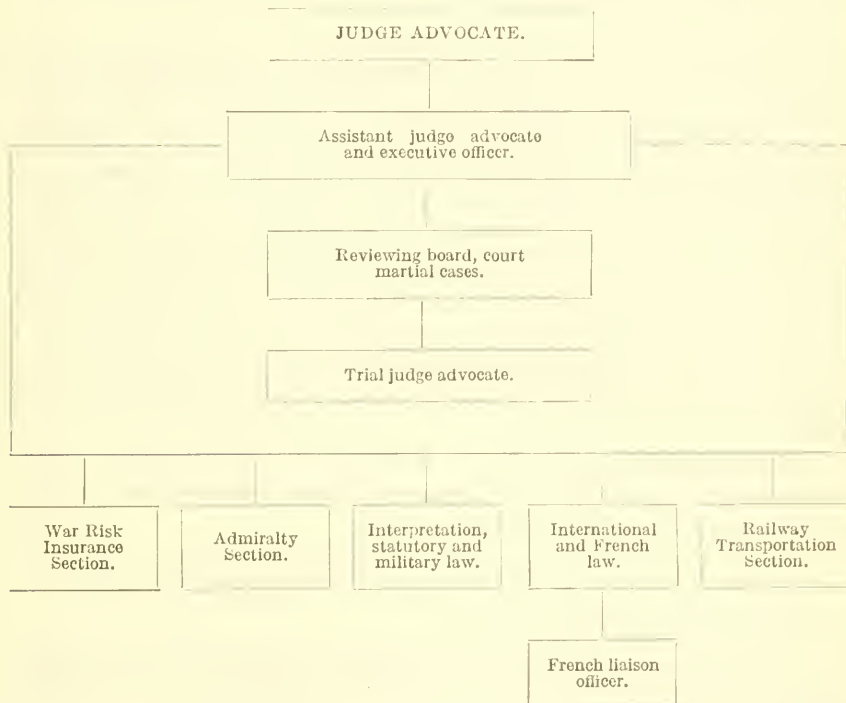 JUDGE ADVOCATE.
Assistant judge advocate
and executive officer.
Reviewing board, court
martial cases.
Trial judge advocate.
War Risk
Insurance
Section.
Admiralty
Section.
Interpretation,
statutory and
military law.
International
and French
law.
Railway
Transportation
Section.
French liaison
officer.